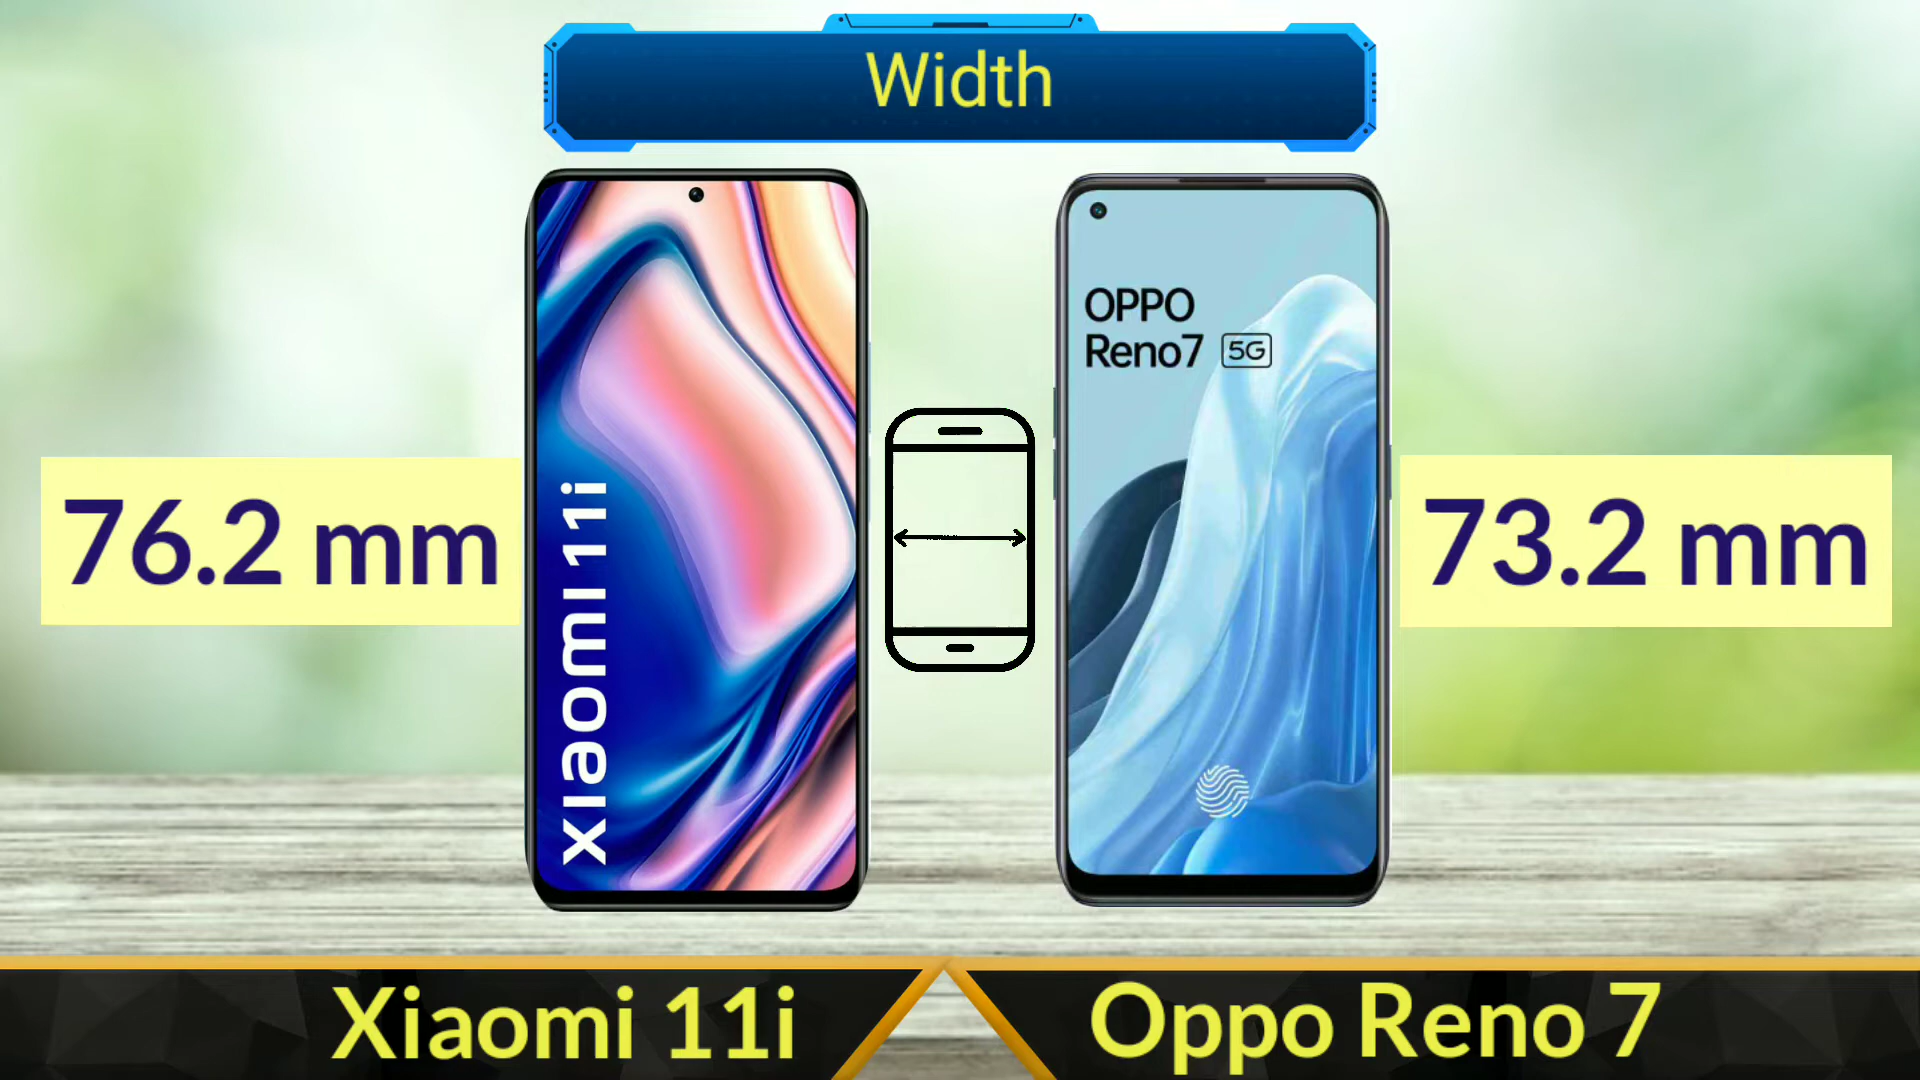 Width
OPPO
Reno7 5G
76.2 mm
xiaomi 11i
73.2 mm
Xiaomi 11i
Oppo Reno 7